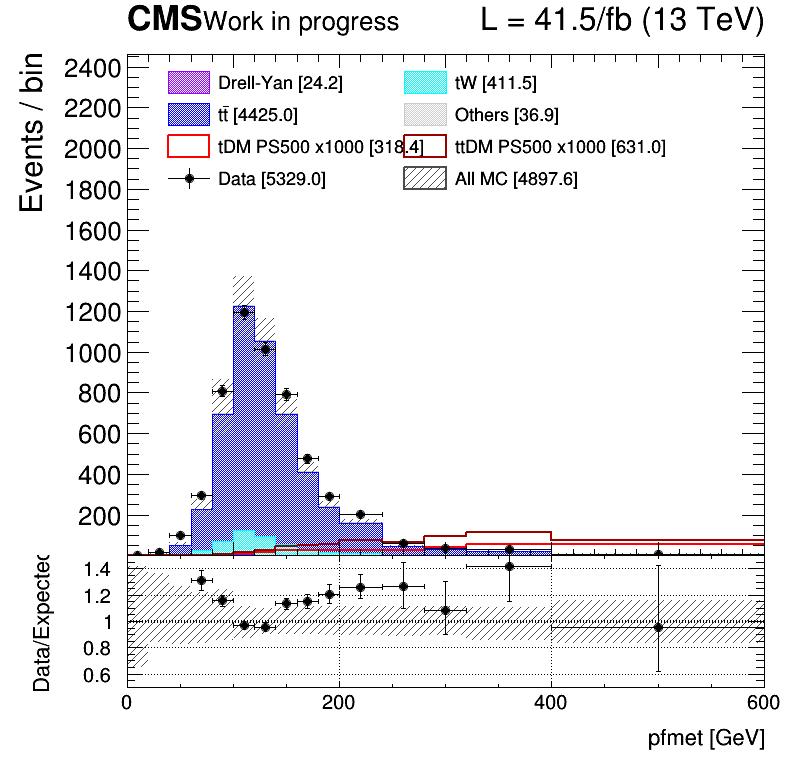 CMS Work in progress L = 41.5/fb (13 TeV)
Events / bin
2400
2200
2000
1800
1600
1400
1200
1000
800
600
400
200
Drell-Yan [24.2] tW [411.5]
tt̄ [4425.0] Others [36.9]
tDM PS500 x1000 [318.4] ttDM PS500 x1000 [631.0]
Data [5329.0] All MC [4897.6]
Data/Expected
1.4
1.2
1
0.8
0.6
0 200 400 600
pfmet [GeV]